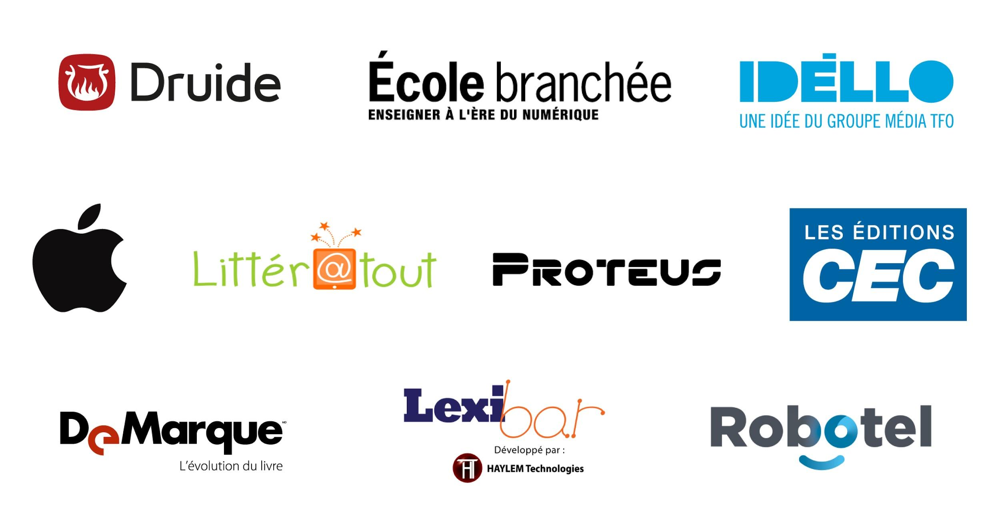 Druide
École branchée
ENSEIGNER À L'ÈRE DU NUMÉRIQUE
IDÉLLO
UNE IDÉE DU GROUPE MÉDIA TFO
Littér@tout
PROTEUS
LES ÉDITIONS
CEC
DeMarque MD
L'évolution du livre
Lexibar
Développé par :
HT HAYLEM Technologies
Robotel